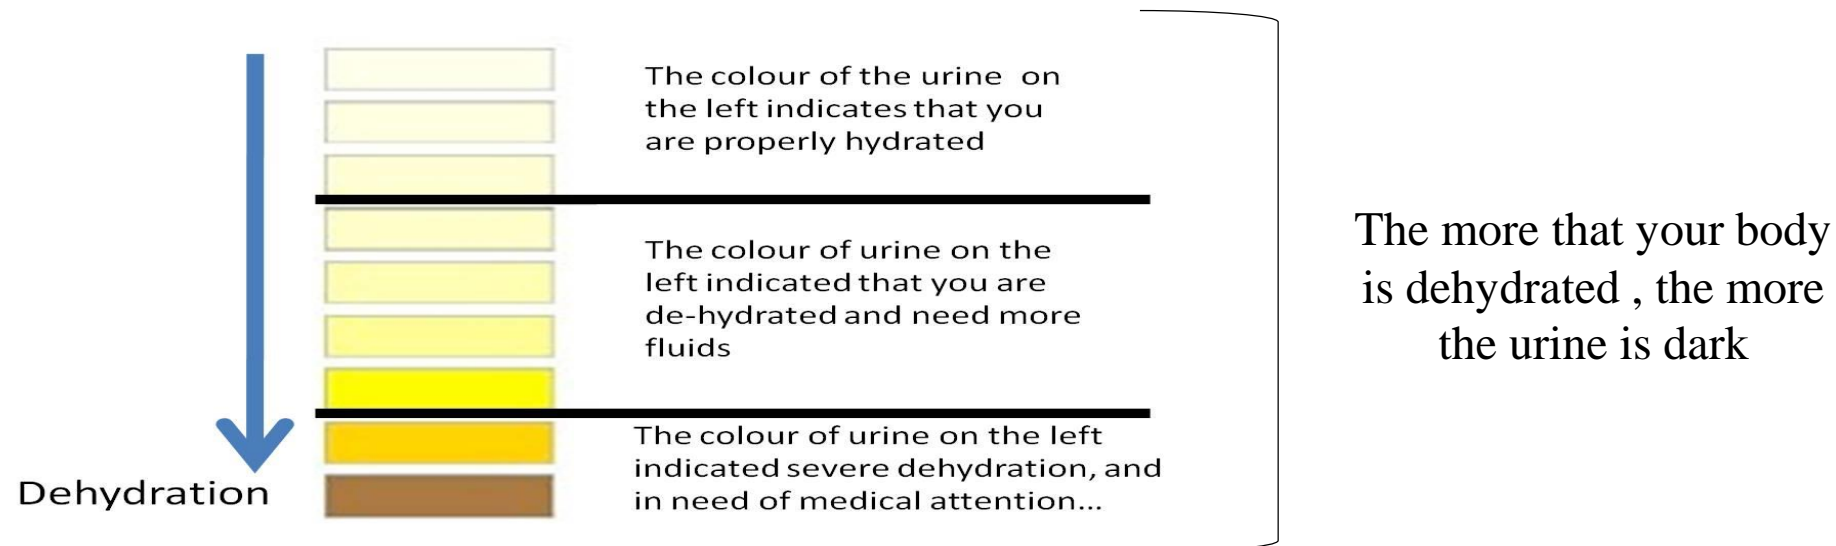 The colour of the urine on
the left indicates that you
are properly hydrated
The colour of urine on the
left indicated that you are
de-hydrated and need more
fluids
The colour of urine on the left
indicated severe dehydration, and
in need of medical attention...
Dehydration
The more that your body
is dehydrated , the more
the urine is dark